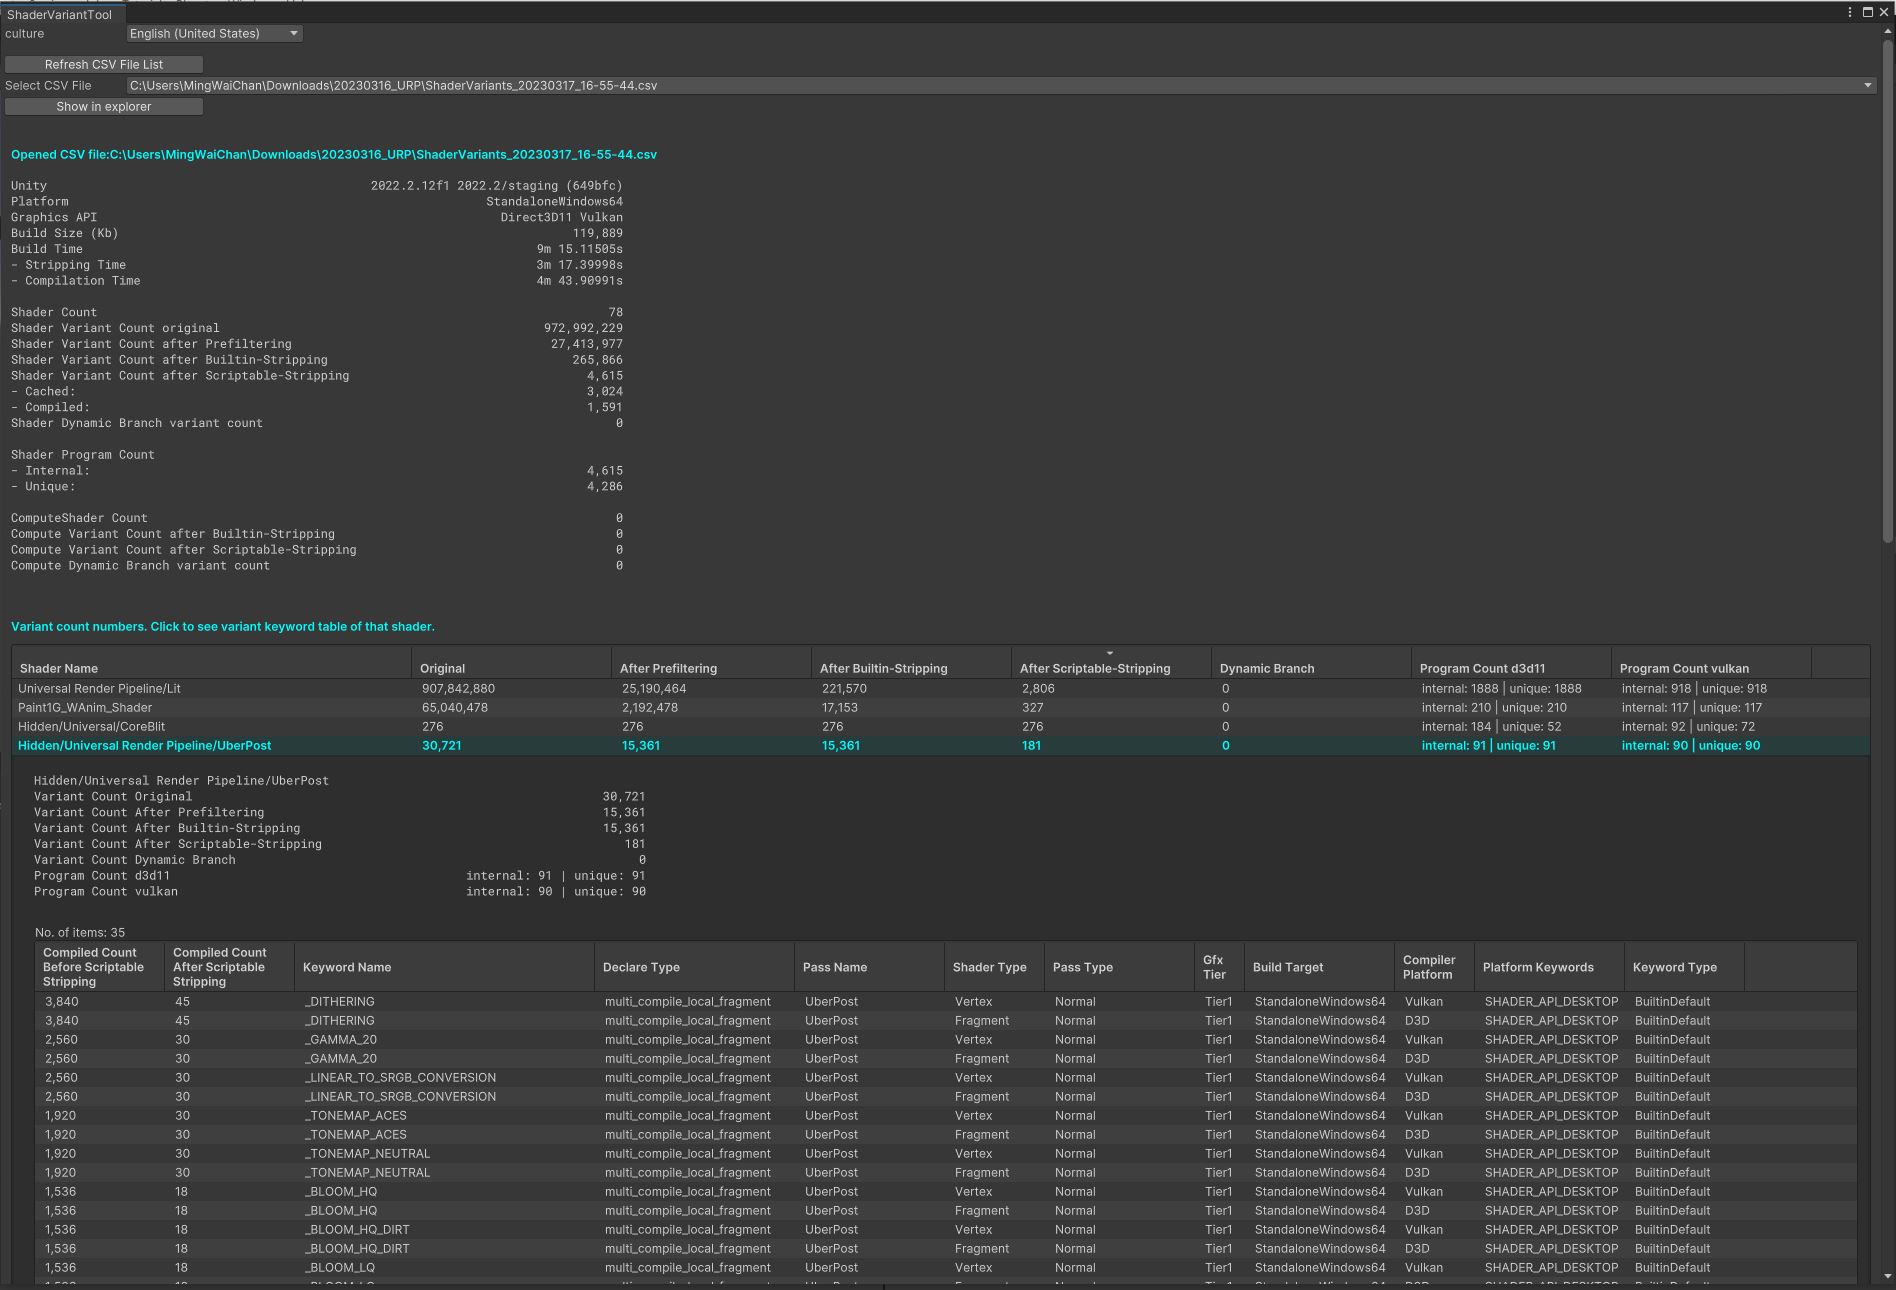 ShaderVariantTool
culture English (United States)
Refresh CSV File List
Select CSV File C:\Users\MingWaiChan\Downloads\20230316_URP\ShaderVariants_20230317_16-55-44.csv
Show in explorer
Opened CSV file:C:\Users\MingWaiChan\Downloads\20230316_URP\ShaderVariants_20230317_16-55-44.csv
Unity 2022.2.12f1 2022.2/staging (649bfc)
Platform StandaloneWindows64
Graphics API Direct3D11 Vulkan
Build Size (Kb) 119,889
Build Time 9m 15.11505s
- Stripping Time 3m 17.39998s
- Compilation Time 4m 43.90991s
Shader Count 78
Shader Variant Count original 972,992,229
Shader Variant Count after Prefiltering 27,413,977
Shader Variant Count after Builtin-Stripping 265,866
Shader Variant Count after Scriptable-Stripping 4,615
- Cached: 3,024
- Compiled: 1,591
Shader Dynamic Branch variant count 0
Shader Program Count
- Internal: 4,615
- Unique: 4,286
ComputeShader Count 0
Compute Variant Count after Builtin-Stripping 0
Compute Variant Count after Scriptable-Stripping 0
Compute Dynamic Branch variant count 0
Variant count numbers. Click to see variant keyword table of that shader.
Shader Name Original After Prefiltering After Builtin-Stripping After Scriptable-Stripping Dynamic Branch Program Count d3d11 Program Count vulkan
Universal Render Pipeline/Lit 907,842,880 25,190,464 221,570 2,806 0 internal: 1888 | unique: 1888 internal: 918 | unique: 918
Paint1G_WAnim_Shader 65,040,478 2,192,478 17,153 327 0 internal: 210 | unique: 210 internal: 117 | unique: 117
Hidden/Universal/CoreBlit 276 276 276 276 0 internal: 184 | unique: 52 internal: 92 | unique: 72
Hidden/Universal Render Pipeline/UberPost 30,721 15,361 15,361 181 0 internal: 91 | unique: 91 internal: 90 | unique: 90
Hidden/Universal Render Pipeline/UberPost
Variant Count Original 30,721
Variant Count After Prefiltering 15,361
Variant Count After Builtin-Stripping 15,361
Variant Count After Scriptable-Stripping 181
Variant Count Dynamic Branch 0
Program Count d3d11 internal: 91 | unique: 91
Program Count vulkan internal: 90 | unique: 90
No. of items: 35
Compiled Count Before Scriptable Stripping Compiled Count After Scriptable Stripping Keyword Name Declare Type Pass Name Shader Type Pass Type Gfx Tier Build Target Compiler Platform Platform Keywords Keyword Type
3,840 45 _DITHERING multi_compile_local_fragment UberPost Vertex Normal Tier1 StandaloneWindows64 Vulkan SHADER_API_DESKTOP BuiltinDefault
3,840 45 _DITHERING multi_compile_local_fragment UberPost Fragment Normal Tier1 StandaloneWindows64 D3D SHADER_API_DESKTOP BuiltinDefault
2,560 30 _GAMMA_20 multi_compile_local_fragment UberPost Vertex Normal Tier1 StandaloneWindows64 Vulkan SHADER_API_DESKTOP BuiltinDefault
2,560 30 _GAMMA_20 multi_compile_local_fragment UberPost Fragment Normal Tier1 StandaloneWindows64 D3D SHADER_API_DESKTOP BuiltinDefault
2,560 30 _LINEAR_TO_SRGB_CONVERSION multi_compile_local_fragment UberPost Vertex Normal Tier1 StandaloneWindows64 Vulkan SHADER_API_DESKTOP BuiltinDefault
2,560 30 _LINEAR_TO_SRGB_CONVERSION multi_compile_local_fragment UberPost Fragment Normal Tier1 StandaloneWindows64 D3D SHADER_API_DESKTOP BuiltinDefault
1,920 30 _TONEMAP_ACES multi_compile_local_fragment UberPost Vertex Normal Tier1 StandaloneWindows64 Vulkan SHADER_API_DESKTOP BuiltinDefault
1,920 30 _TONEMAP_ACES multi_compile_local_fragment UberPost Fragment Normal Tier1 StandaloneWindows64 D3D SHADER_API_DESKTOP BuiltinDefault
1,920 30 _TONEMAP_NEUTRAL multi_compile_local_fragment UberPost Vertex Normal Tier1 StandaloneWindows64 Vulkan SHADER_API_DESKTOP BuiltinDefault
1,920 30 _TONEMAP_NEUTRAL multi_compile_local_fragment UberPost Fragment Normal Tier1 StandaloneWindows64 D3D SHADER_API_DESKTOP BuiltinDefault
1,536 18 _BLOOM_HQ multi_compile_local_fragment UberPost Vertex Normal Tier1 StandaloneWindows64 Vulkan SHADER_API_DESKTOP BuiltinDefault
1,536 18 _BLOOM_HQ multi_compile_local_fragment UberPost Fragment Normal Tier1 StandaloneWindows64 D3D SHADER_API_DESKTOP BuiltinDefault
1,536 18 _BLOOM_HQ_DIRT multi_compile_local_fragment UberPost Vertex Normal Tier1 StandaloneWindows64 Vulkan SHADER_API_DESKTOP BuiltinDefault
1,536 18 _BLOOM_HQ_DIRT multi_compile_local_fragment UberPost Fragment Normal Tier1 StandaloneWindows64 D3D SHADER_API_DESKTOP BuiltinDefault
1,536 18 _BLOOM_LQ multi_compile_local_fragment UberPost Vertex Normal Tier1 StandaloneWindows64 Vulkan SHADER_API_DESKTOP BuiltinDefault